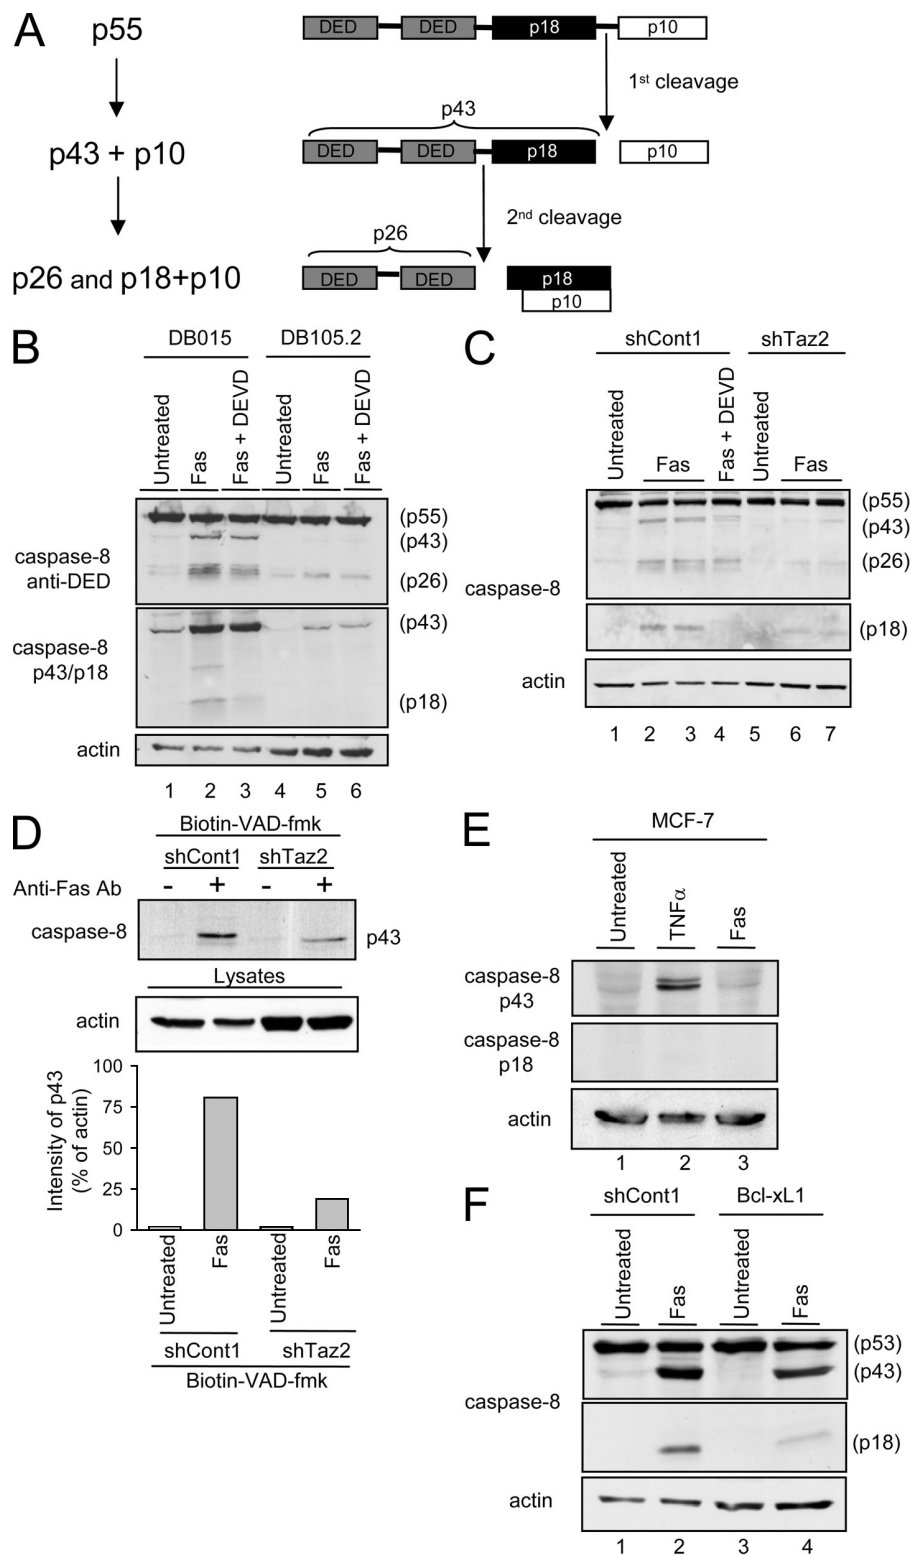 A
p55
DED DED p18 p10
1st cleavage
p43
p43 + p10
DED DED p18 p10
2nd cleavage
p26
p26 and p18+p10
DED DED p18
p10
B
DB015 DB105.2
Untreated Fas Fas + DEVD Untreated Fas Fas + DEVD
caspase-8
anti-DED
(p55)
(p43)
(p26)
caspase-8
p43/p18
(p43)
(p18)
actin
1 2 3 4 5 6
C
shCont1 shTaz2
Untreated Fas Fas + DEVD Untreated Fas
caspase-8
(p55)
(p43)
(p26)
(p18)
actin
1 2 3 4 5 6 7
D
Biotin-VAD-fmk
shCont1 shTaz2
Anti-Fas Ab - + - +
caspase-8 p43
Lysates
actin
Intensity of p43
(% of actin)
100
75
50
25
0
Untreated Fas Untreated Fas
shCont1 shTaz2
Biotin-VAD-fmk
E
MCF-7
Untreated TNFα Fas
caspase-8
p43
caspase-8
p18
actin
1 2 3
F
shCont1 Bcl-xL1
Untreated Fas Untreated Fas
caspase-8
(p53)
(p43)
(p18)
actin
1 2 3 4